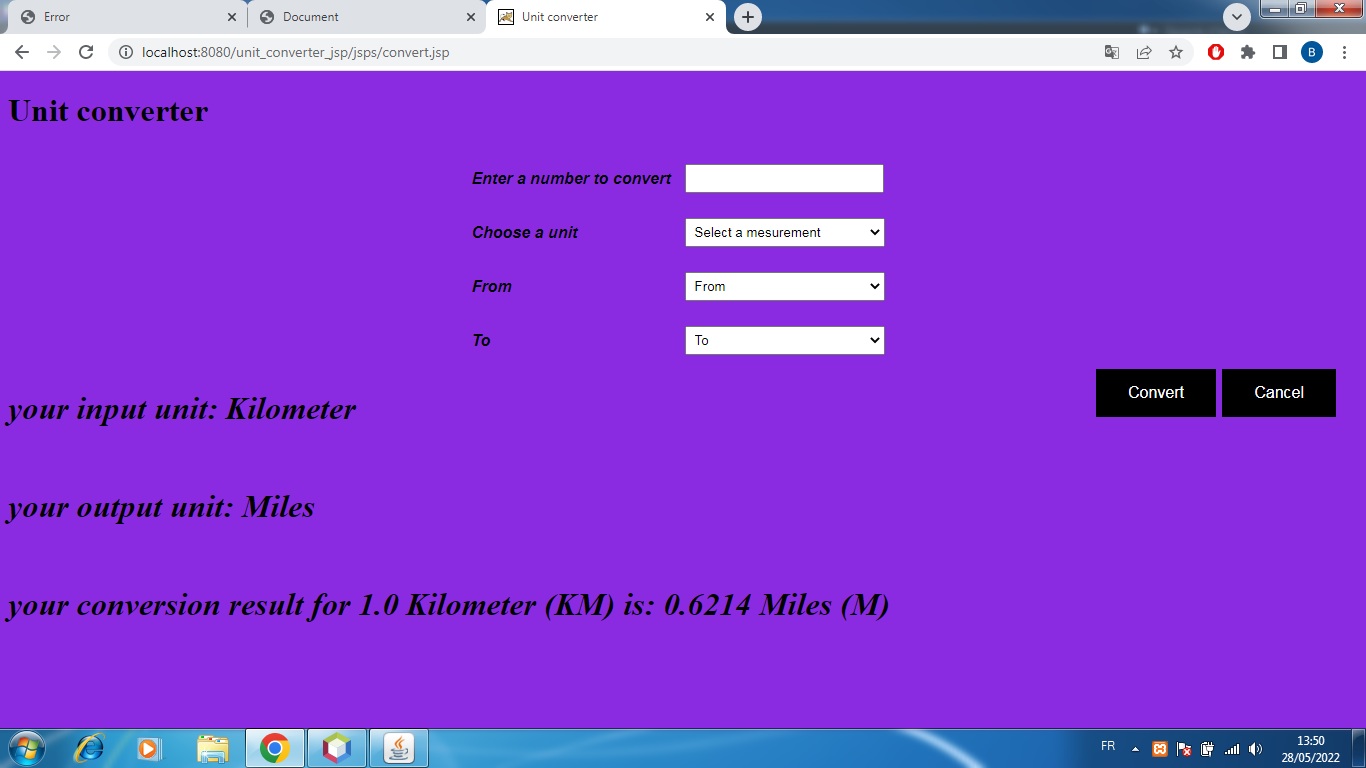 Error
Document
Unit converter
localhost:8080/unit_converter_jsp/jsps/convert.jsp
B
Unit converter
Enter a number to convert
Choose a unit
Select a mesurement
From
From
To
To
Convert
Cancel
your input unit: Kilometer
your output unit: Miles
your conversion result for 1.0 Kilometer (KM) is: 0.6214 Miles (M)
FR
13:50
28/05/2022